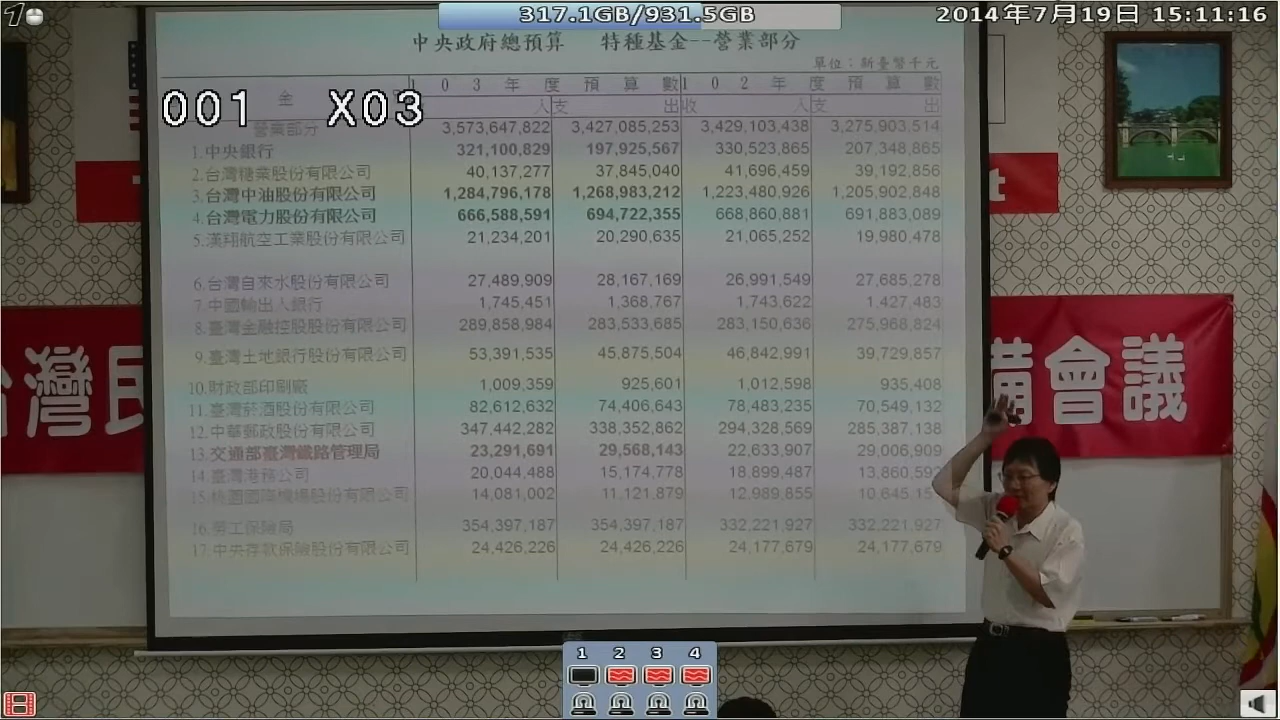 1 317.1GB/931.5GB 2014年7月19日 15:11:16
中央政府總預算 特種基金--營業部分
單位：新臺幣千元
103年度預算數 102年度預算數
001 金 X03 人 支 出 收 人 支 出
營業部分 3,573,647,822 3,427,085,253 3,429,103,438 3,275,903,514
1.中央銀行 321,100,829 197,925,567 330,523,865 207,348,865
2.台灣糖業股份有限公司 40,137,277 37,845,040 41,696,459 39,192,856
3.台灣中油股份有限公司 1,284,796,178 1,268,983,212 1,223,480,926 1,205,902,848
4.台灣電力股份有限公司 666,588,591 694,722,355 668,860,881 691,883,089
5.漢翔航空工業股份有限公司 21,234,201 20,290,635 21,065,252 19,980,478
6.台灣自來水股份有限公司 27,489,909 28,167,169 26,991,549 27,685,278
7.中國輸出入銀行 1,745,451 1,368,767 1,743,622 1,427,483
8.臺灣金融控股股份有限公司 289,858,984 283,533,685 283,150,636 275,968,824
9.臺灣土地銀行股份有限公司 53,391,535 45,875,504 46,842,991 39,729,857
10.財政部印刷廠 1,009,359 925,601 1,012,598 935,408
11.臺灣菸酒股份有限公司 82,612,632 74,406,643 78,483,235 70,549,132
12.中華郵政股份有限公司 347,442,282 338,352,862 294,328,569 285,387,138
13.交通部臺灣鐵路管理局 23,291,691 29,568,143 22,633,907 29,006,909
14.臺灣港務公司 20,044,488 15,174,778 18,899,487 13,860,592
15.桃園國際機場股份有限公司 14,081,002 11,121,879 12,989,855 10,645,15
16.勞工保險局 354,397,187 354,397,187 332,221,927 332,221,927
17.中央存款保險股份有限公司 24,426,226 24,426,226 24,177,679 24,177,679
台灣民 備會議
t
1 2 3 4